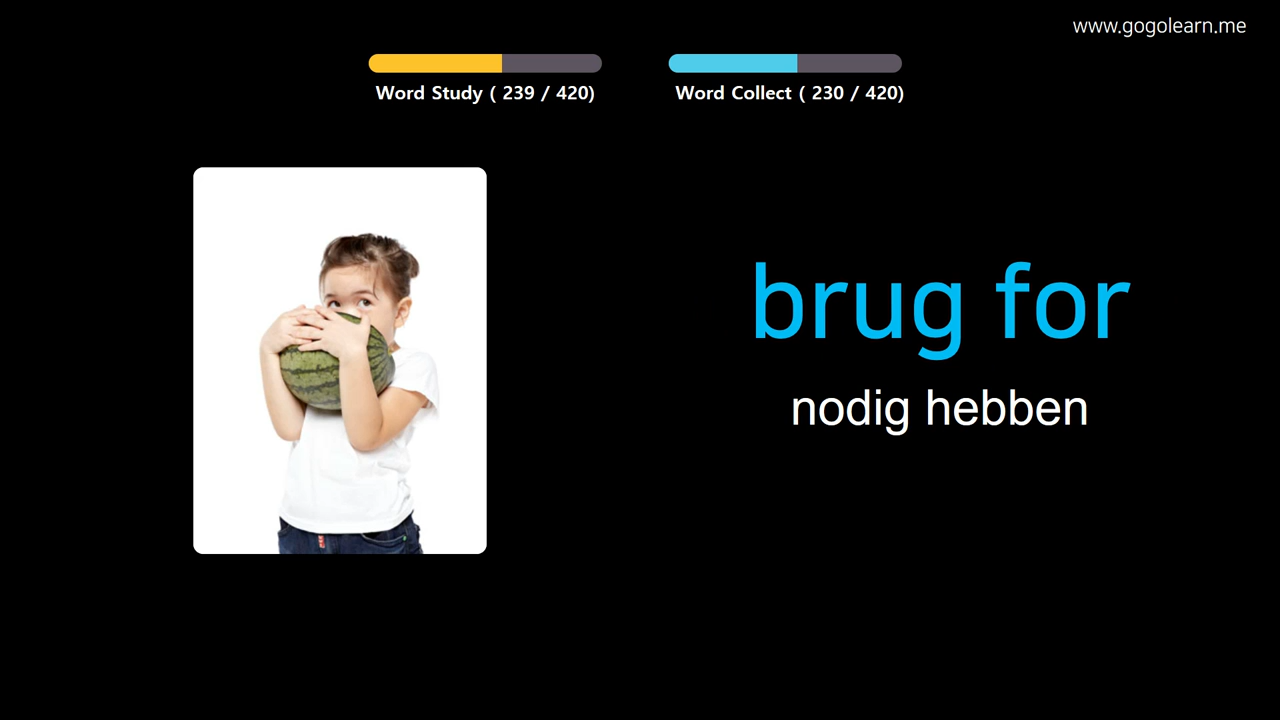 www.gogolearn.me
Word Study ( 239 / 420)
Word Collect ( 230 / 420)
brug for
nodig hebben